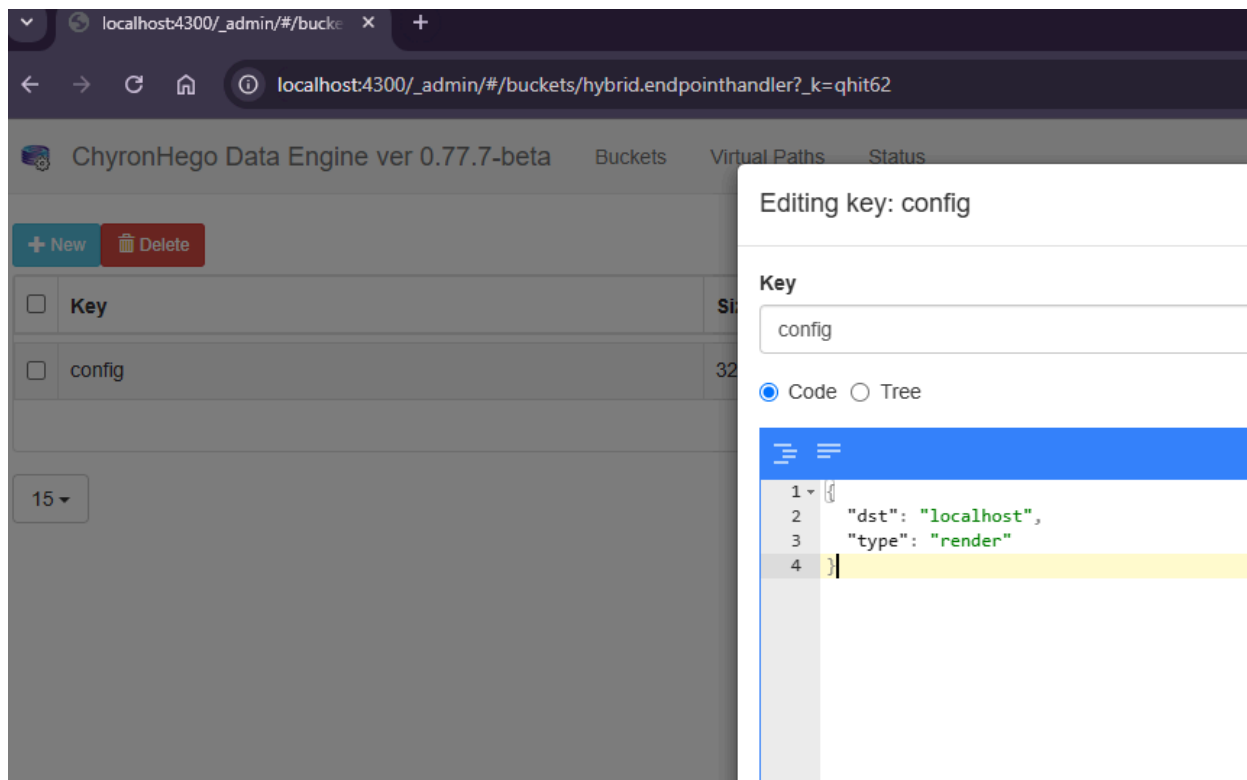 localhost:4300/_admin/#/bucke
localhost:4300/_admin/#/buckets/hybrid.endpointhandler?_k=qhit62
ChyronHego Data Engine ver 0.77.7-beta Buckets Virtual Paths Status
Editing key: config
+ New Delete
Key
Key Si
config
config 32
Code Tree
15
1 {
2 "dst": "localhost",
3 "type": "render"
4 }